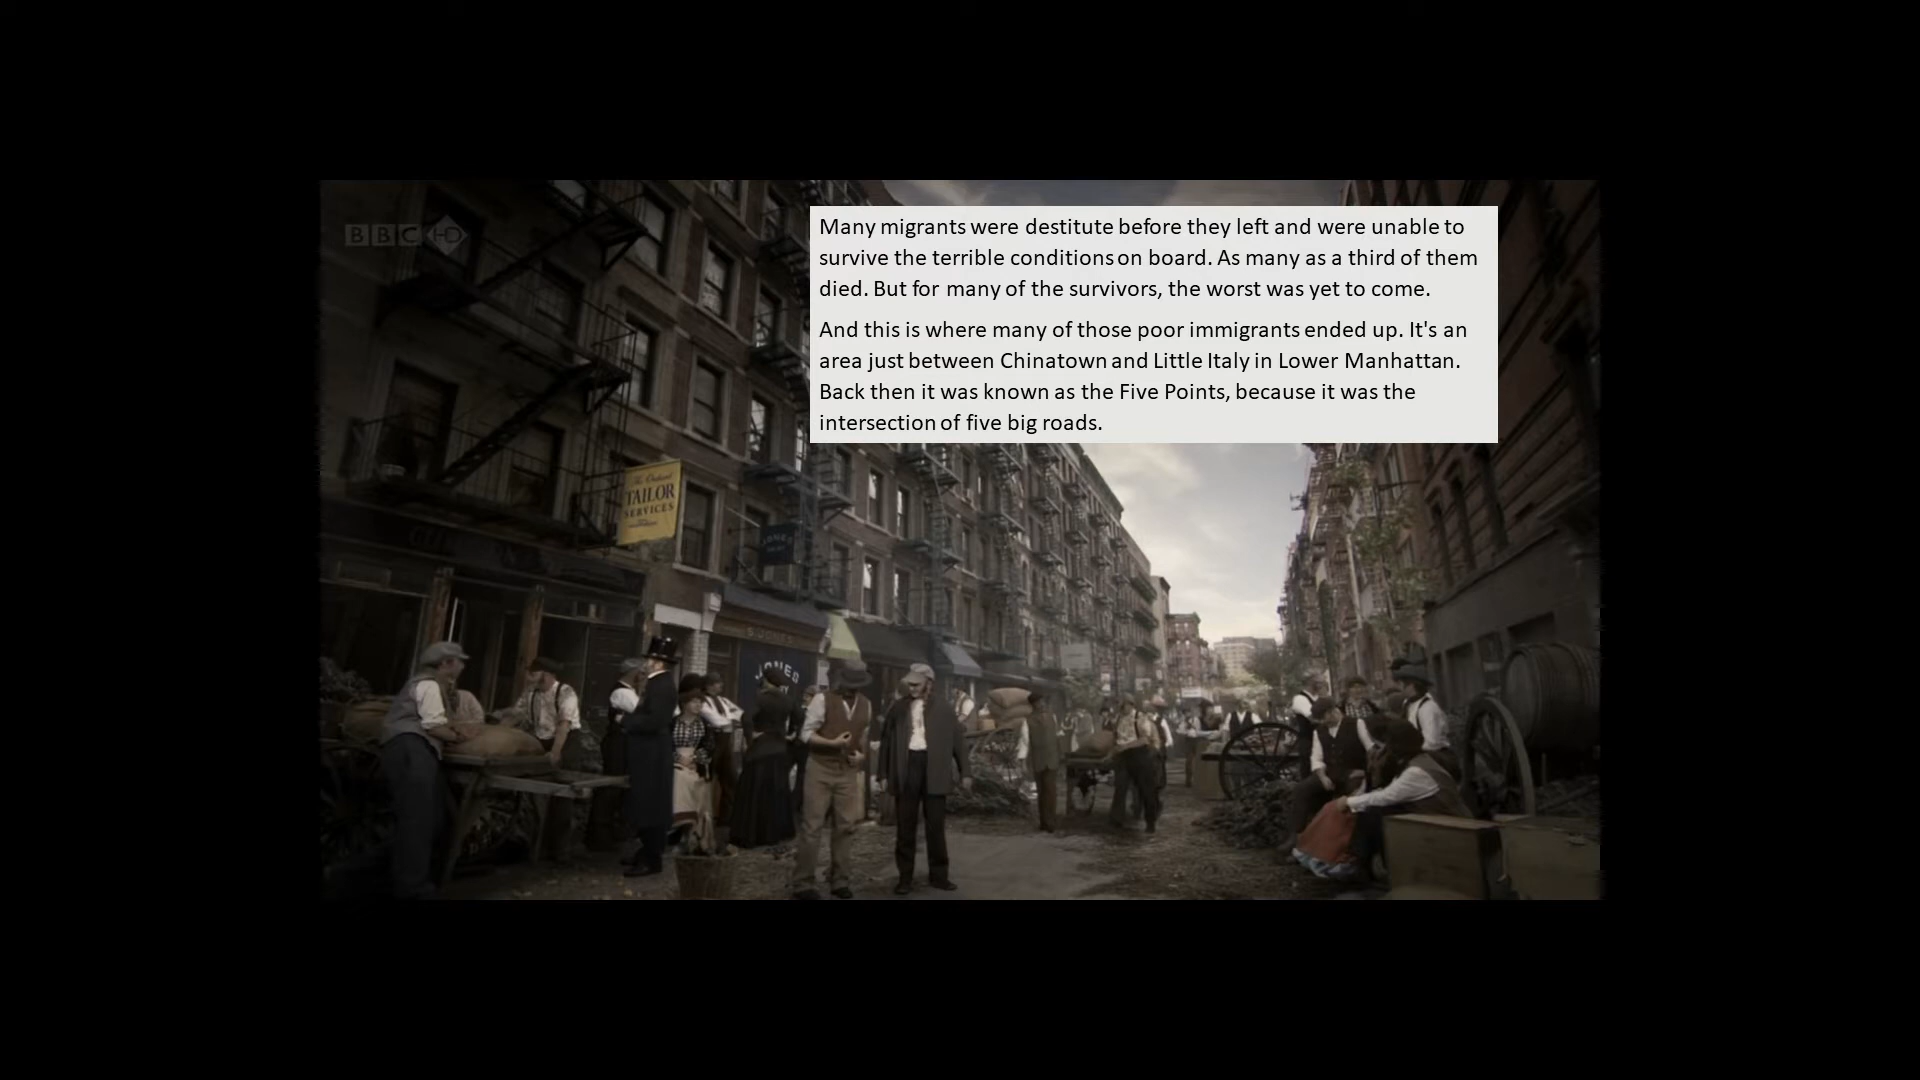 BBC HD
Many migrants were destitute before they left and were unable to
survive the terrible conditions on board. As many as a third of them
died. But for many of the survivors, the worst was yet to come.
And this is where many of those poor immigrants ended up. It's an
area just between Chinatown and Little Italy in Lower Manhattan.
Back then it was known as the Five Points, because it was the
intersection of five big roads.
TAILOR
SERVICES
JONES
S. JONES
JONES